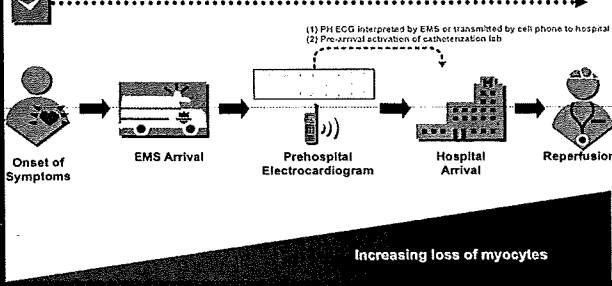 (1) PH ECG interpreted by EMS or transmitted by cell phone to hospital
(2) Pre-arrival activation of catheterization lab
Onset of
Symptoms
EMS Arrival
Prehospital
Electrocardiogram
Hospital
Arrival
Reperfusion
Increasing loss of myocytes